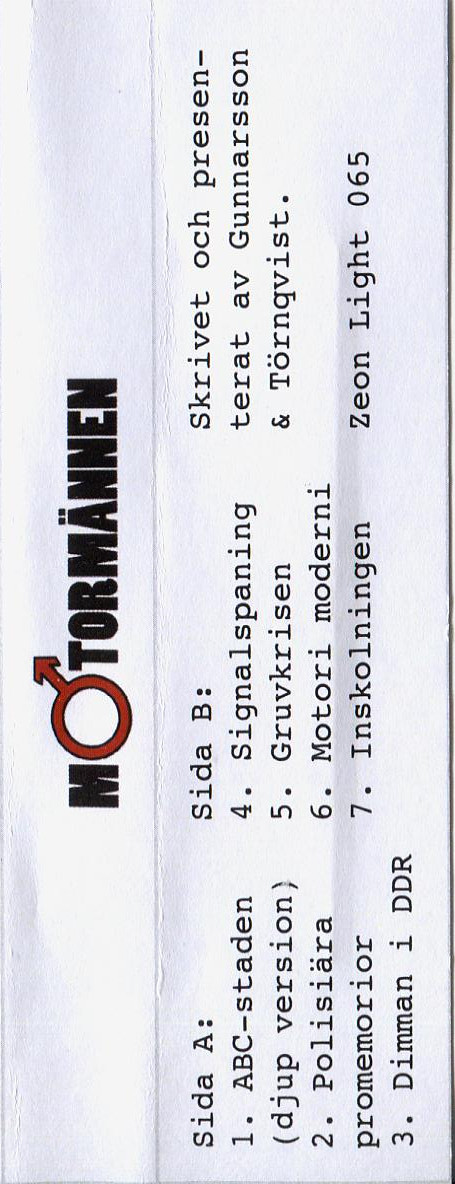 MOTORMÄNNEN
Sida A:
1. ABC-staden
(djup version)
2. Polisiära
promemorior
3. Dimman i DDR
Sida B:
4. Signalspaning
5. Gruvkrisen
6. Motori moderni
7. Inskolningen
Skrivet och presen-
terat av Gunnarsson
& Törnqvist.
Zeon Light 065